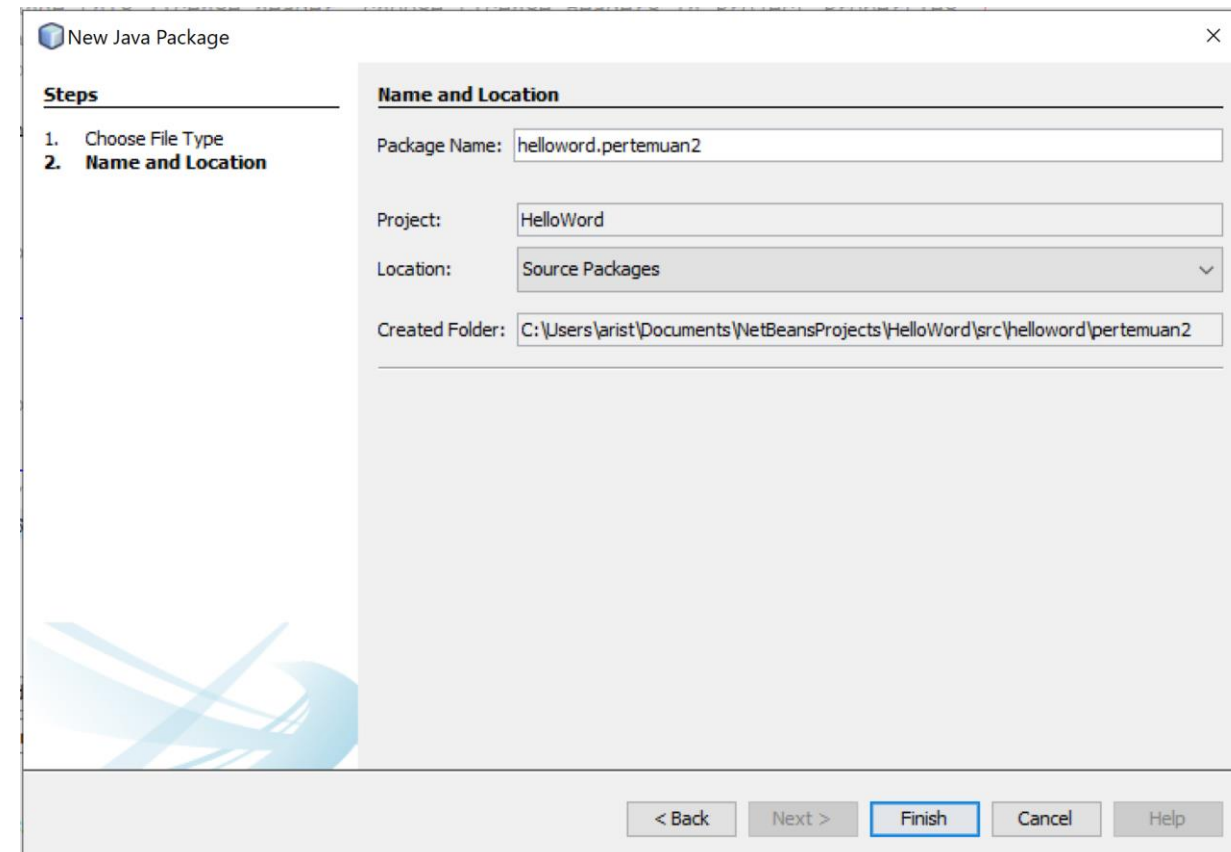 New Java Package
Steps
1. Choose File Type
2. Name and Location
Name and Location
Package Name: helloword.pertemuan2
Project: HelloWord
Location: Source Packages
Created Folder: C:\Users\arist\Documents\NetBeansProjects\HelloWord\src\helloword\pertemuan2
< Back Next > Finish Cancel Help